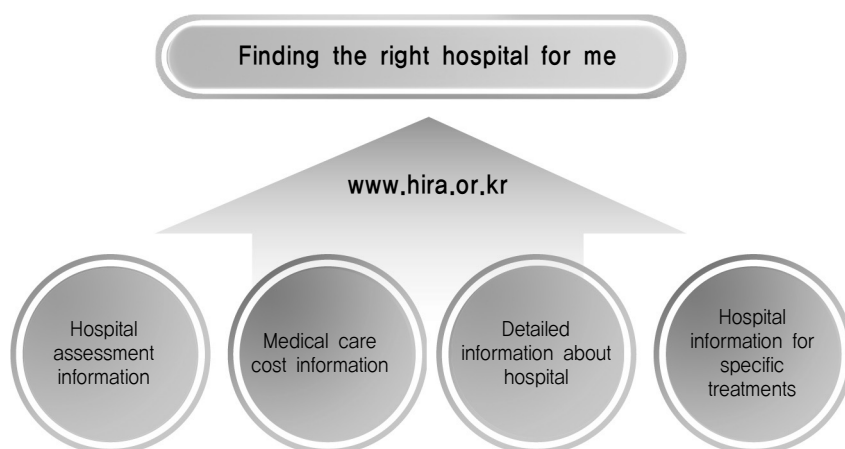 Finding the right hospital for me
www.hira.or.kr
Hospital
assessment
information
Medical care
cost information
Detailed
information about
hospital
Hospital
information for
specific
treatments